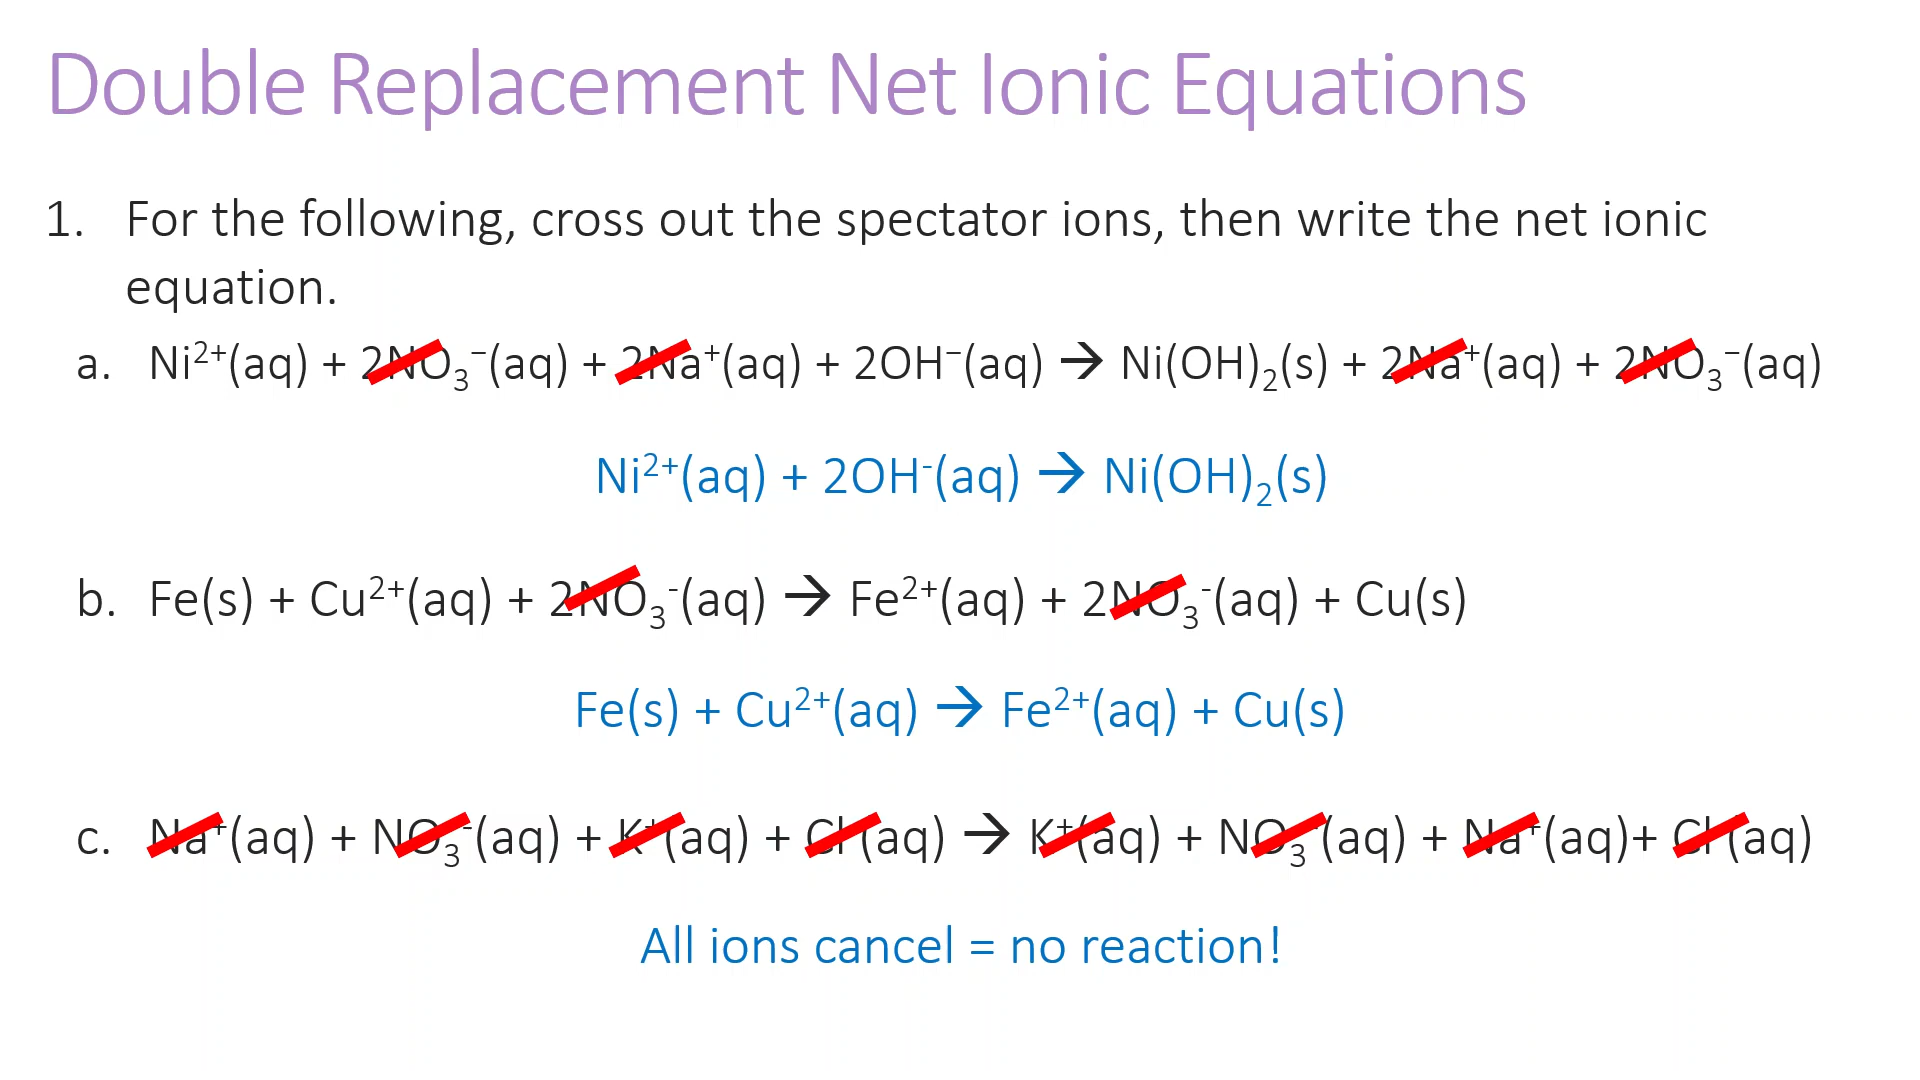 Double Replacement Net Ionic Equations
1. For the following, cross out the spectator ions, then write the net ionic
equation.
a. Ni²⁺(aq) + 2NO₃⁻(aq) + 2Na⁺(aq) + 2OH⁻(aq) → Ni(OH)₂(s) + 2Na⁺(aq) + 2NO₃⁻(aq)
Ni²⁺(aq) + 2OH⁻(aq) → Ni(OH)₂(s)
b. Fe(s) + Cu²⁺(aq) + 2NO₃⁻(aq) → Fe²⁺(aq) + 2NO₃⁻(aq) + Cu(s)
Fe(s) + Cu²⁺(aq) → Fe²⁺(aq) + Cu(s)
c. Na⁺(aq) + NO₃⁻(aq) + K⁺(aq) + Cl⁻(aq) → K⁺(aq) + NO₃⁻(aq) + Na⁺(aq)+ Cl⁻(aq)
All ions cancel = no reaction!